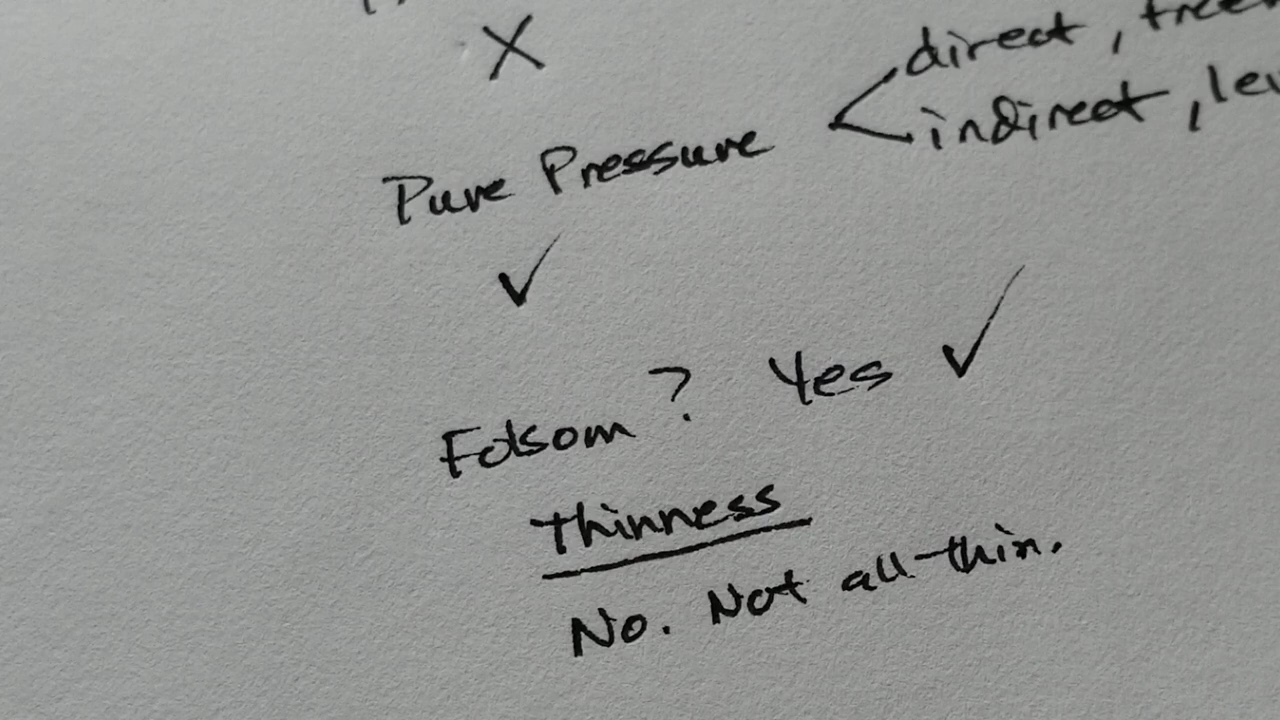 X
direct,
indirect,
Pure Pressure
✓
Folsom? Yes ✓
Thinness
No. Not all-thin.